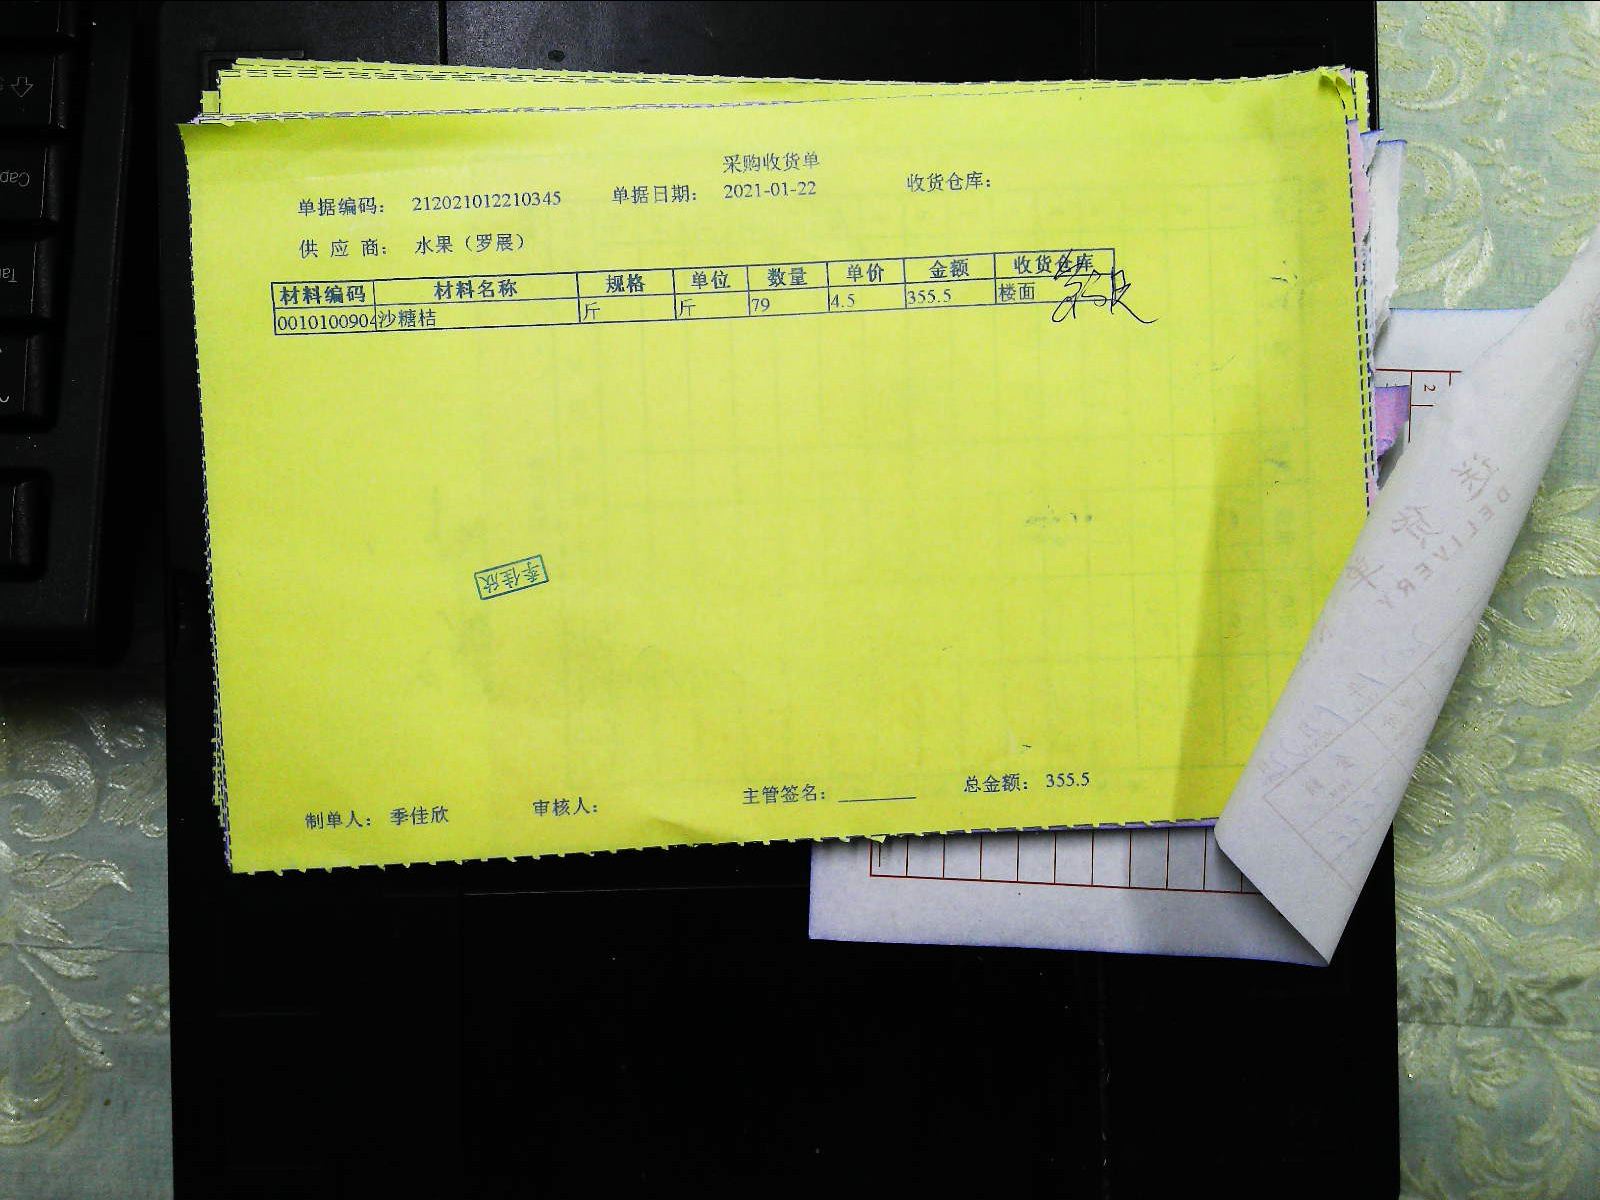 采购收货单
单据编码： 212021012210345 单据日期： 2021-01-22 收货仓库：
供 应 商： 水果（罗展）
材料编码 材料名称 规格 单位 数量 单价 金额 收货仓库
0010100904 沙糖桔 斤 斤 79 4.5 355.5 楼面
季佳欣
制单人： 季佳欣 审核人： 主管签名： 总金额： 355.5
DELIVERY
2
Cap
Tab